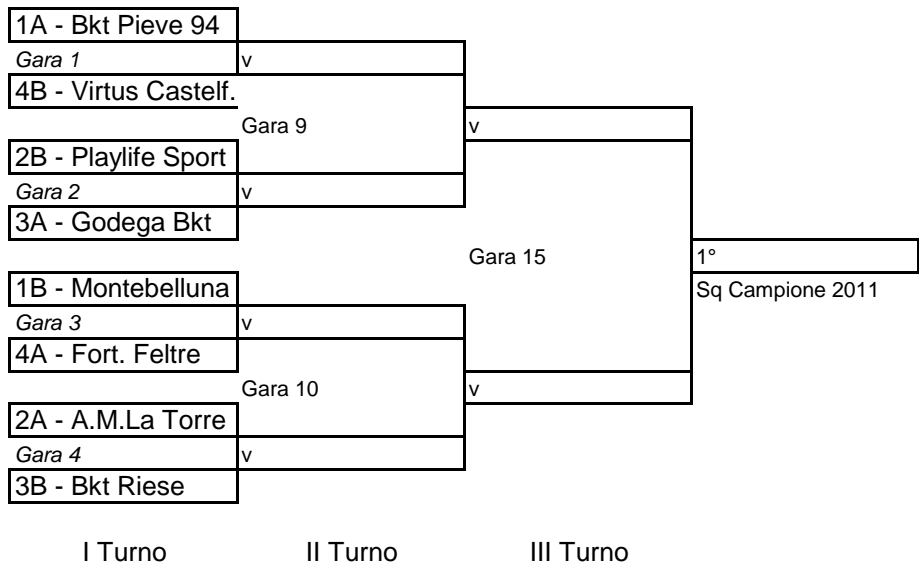 1A - Bkt Pieve 94
Gara 1
v
4B - Virtus Castelf.
Gara 9
v
2B - Playlife Sport
Gara 2
v
3A - Godega Bkt
Gara 15
1°
1B - Montebelluna
Sq Campione 2011
Gara 3
v
4A - Fort. Feltre
Gara 10
v
2A - A.M.La Torre
Gara 4
v
3B - Bkt Riese
I Turno
II Turno
III Turno